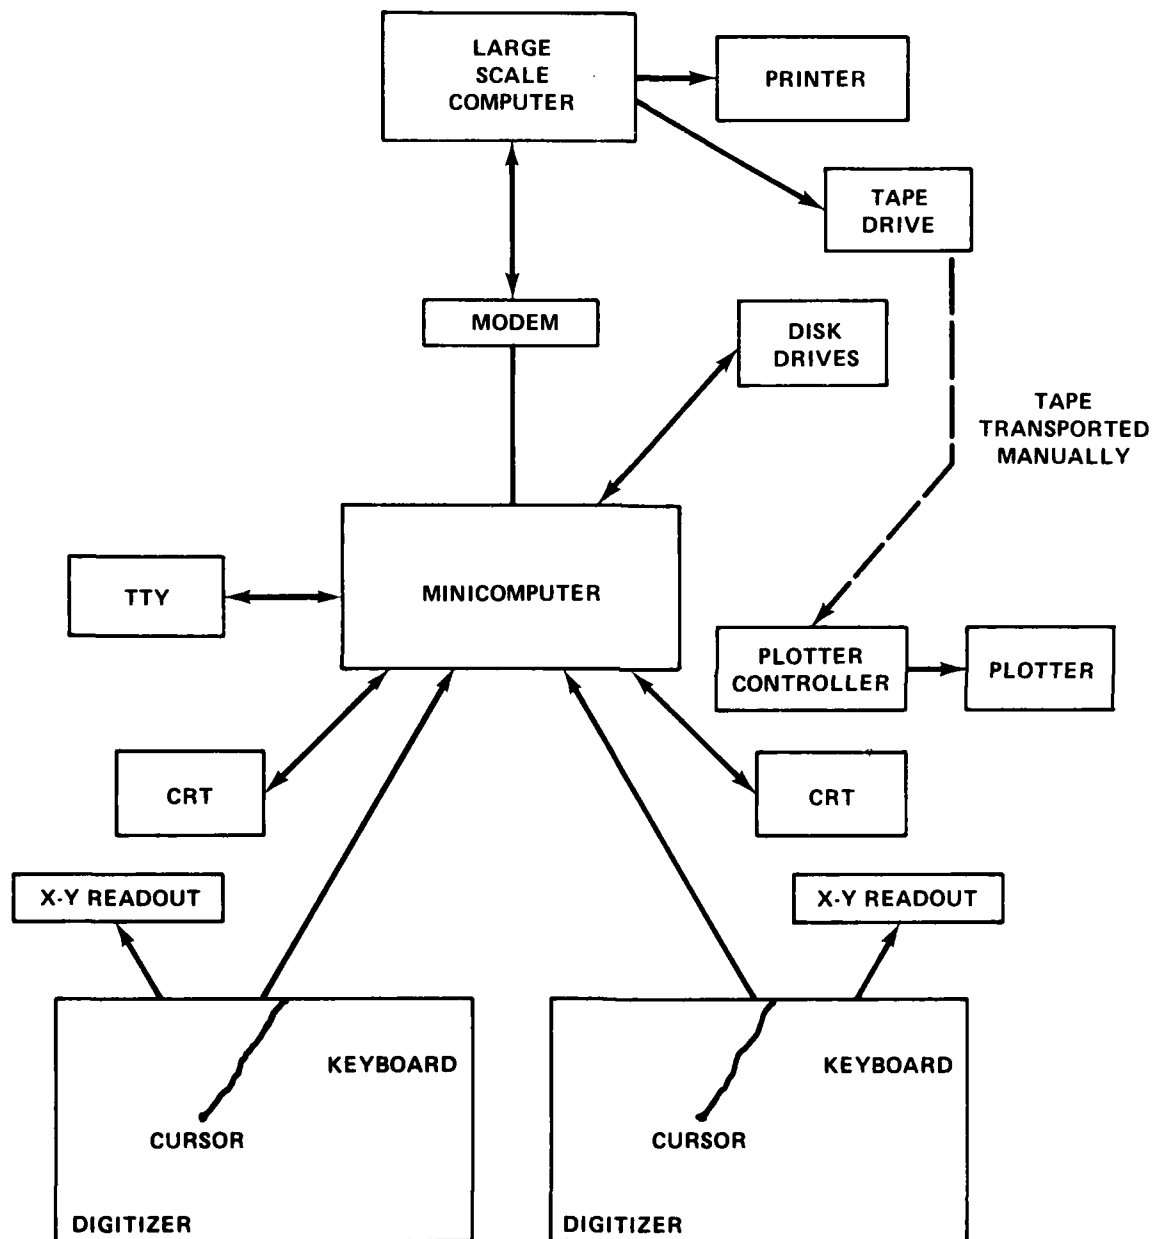 LARGE
SCALE
COMPUTER
PRINTER
TAPE
DRIVE
MODEM
DISK
DRIVES
TAPE
TRANSPORTED
MANUALLY
TTY
MINICOMPUTER
PLOTTER
CONTROLLER
PLOTTER
CRT
CRT
X-Y READOUT
X-Y READOUT
KEYBOARD
CURSOR
DIGITIZER
KEYBOARD
CURSOR
DIGITIZER